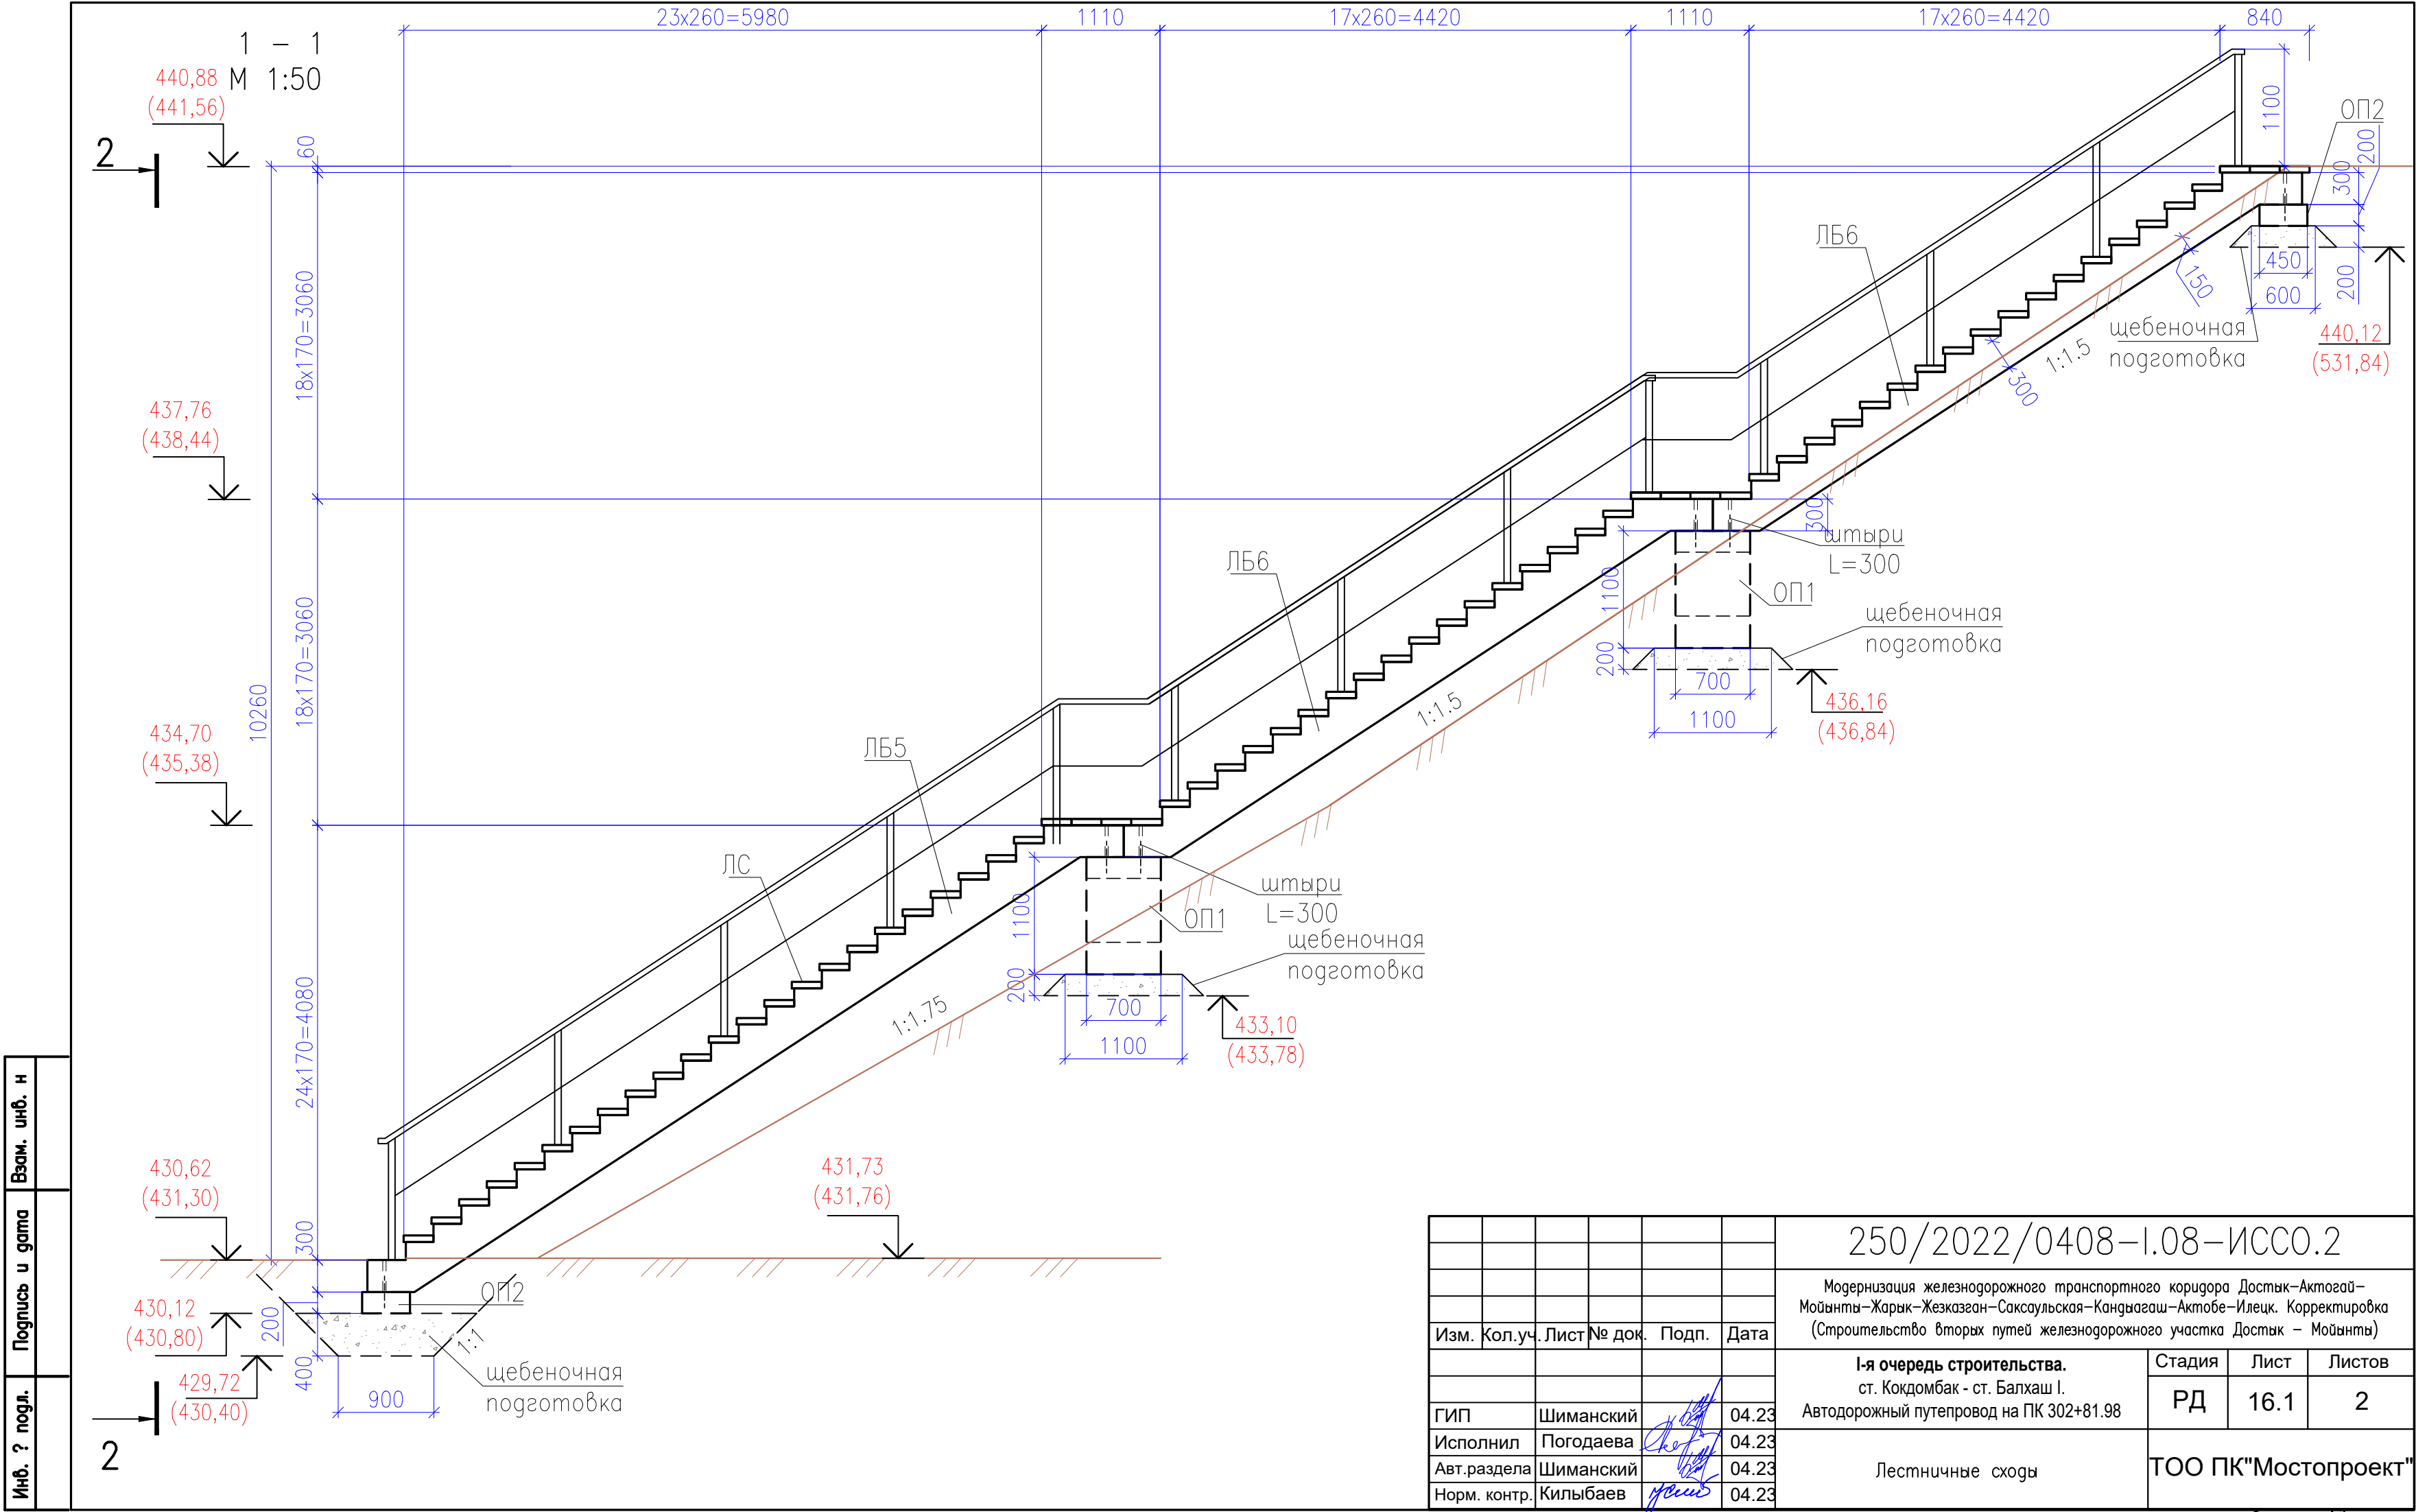 23x260=5980
1110
17x260=4420
1110
17x260=4420
840
1 – 1
М 1:50
440,88
(441,56)
2
60
1100
ОП2
200
300
450
600
200
150
440,12
(531,84)
щебеночная
подготовка
ЛБ6
1:1.5
300
18x170=3060
437,76
(438,44)
300
штыри
L=300
ЛБ6
1100
ОП1
щебеночная
подготовка
200
700
1100
436,16
(436,84)
18x170=3060
10260
434,70
(435,38)
1:1.5
ЛБ5
ЛС
штыри
L=300
1100
ОП1
щебеночная
подготовка
200
700
1100
433,10
(433,78)
1:1.75
24x170=4080
430,62
(431,30)
431,73
(431,76)
300
ОП2
430,12
(430,80)
200
1:1
429,72
(430,40)
400
900
щебеночная
подготовка
2
Взам. инв. н
Подпись и дата
Инв. ? подл.
250/2022/0408–I.08–ИССО.2
Модернизация железнодорожного транспортного коридора Достык–Актогай–
Мойынты–Жарык–Жезказган–Саксаульская–Кандыагаш–Актобе–Илецк. Корректировка
(Строительство вторых путей железнодорожного участка Достык – Мойынты)
Изм. Кол.уч. Лист № док. Подп. Дата
I-я очередь строительства.
ст. Кокдомбак - ст. Балхаш I.
Автодорожный путепровод на ПК 302+81.98
Стадия Лист Листов
РД 16.1 2
ГИП Шиманский 04.23
Исполнил Погодаева 04.23
Авт.раздела Шиманский 04.23
Норм. контр. Килыбаев 04.23
Лестничные сходы
ТОО ПК"Мостопроект"